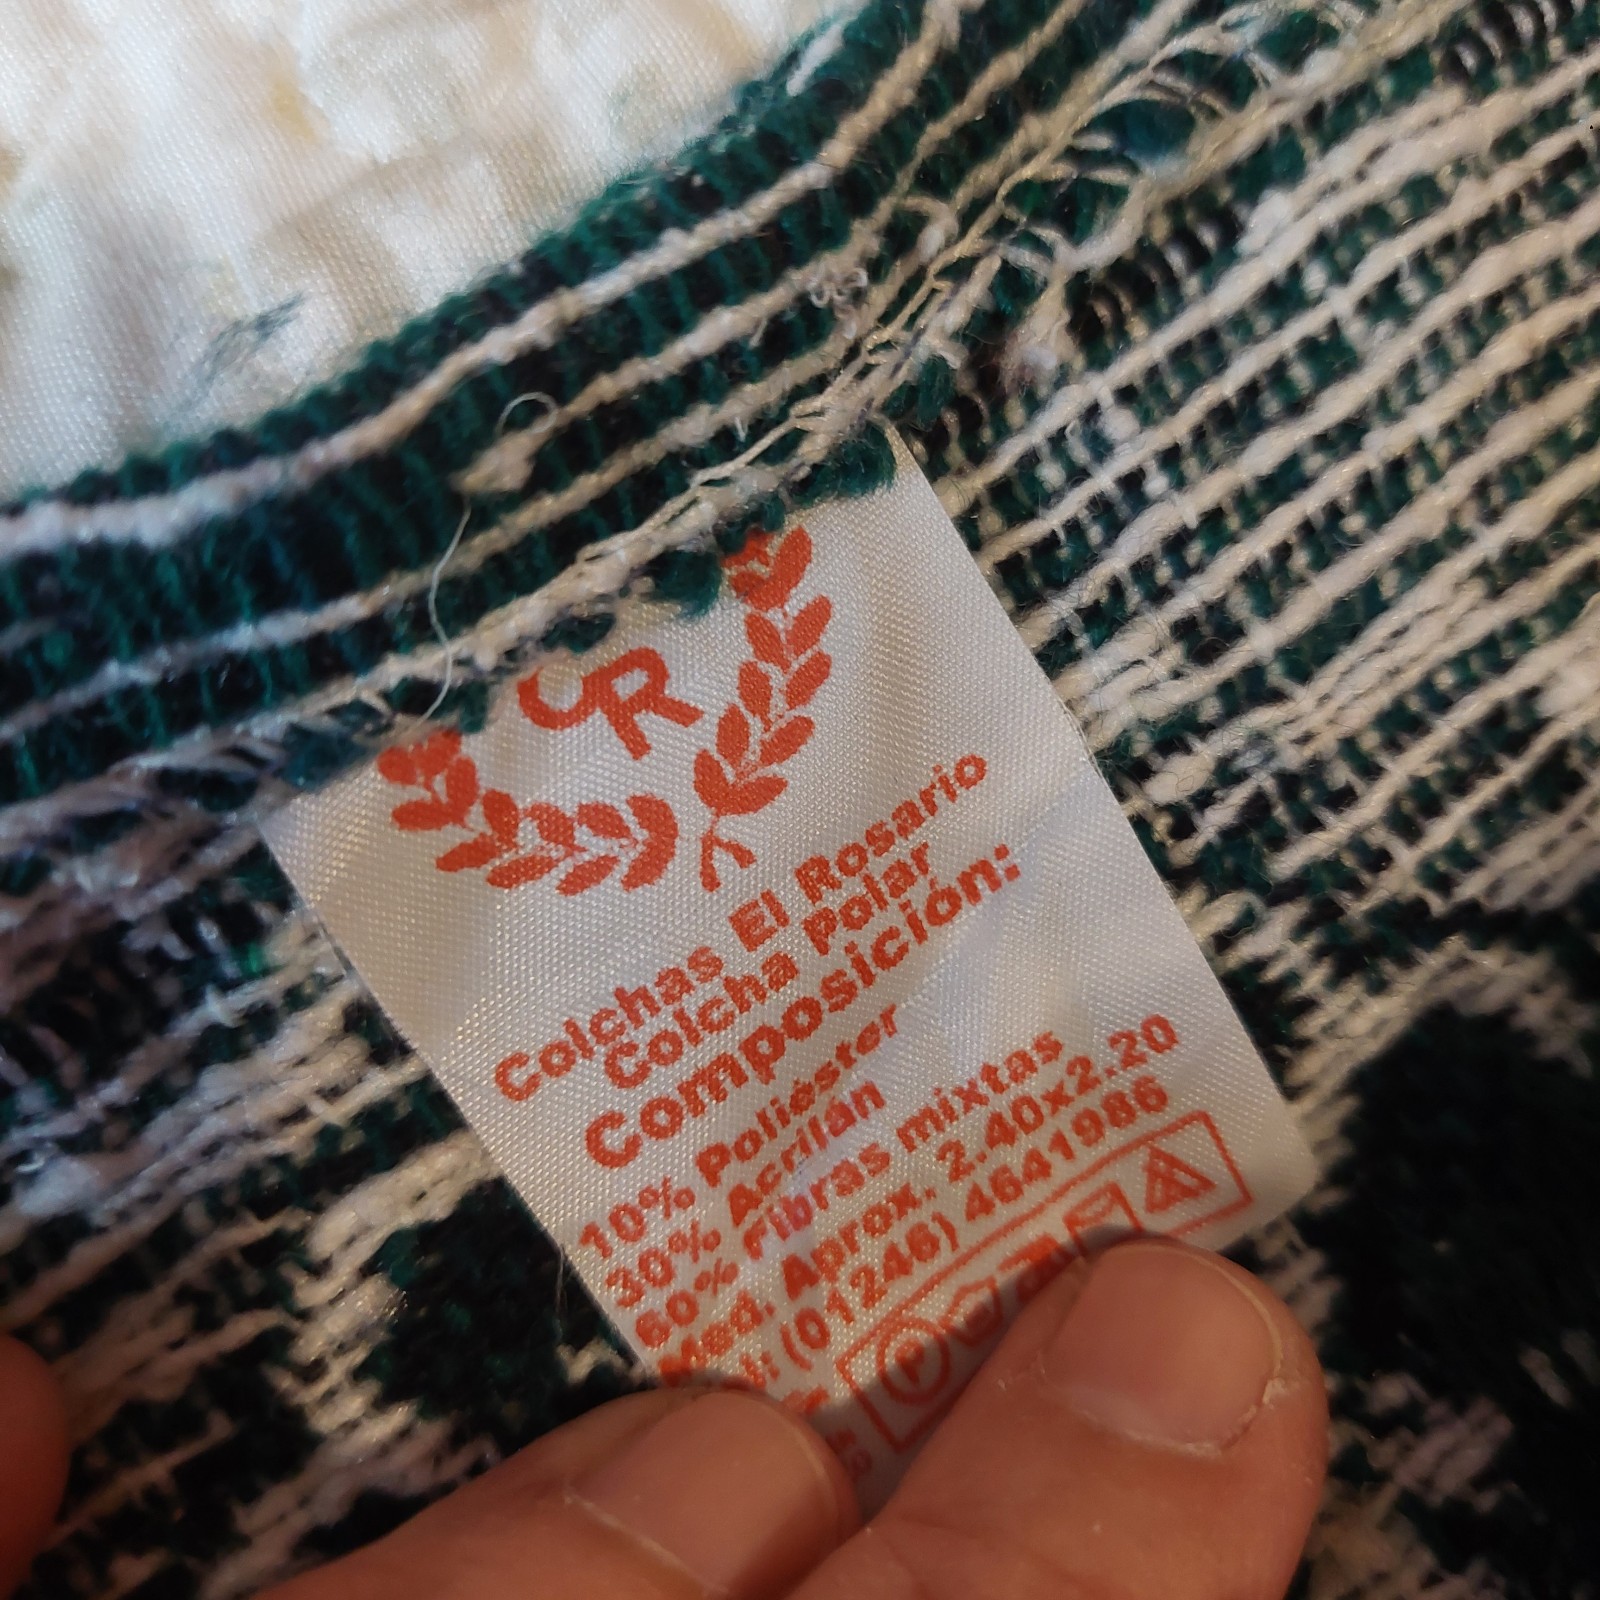 CR
Colchas El Rosario
Colcha Polar
Composición:
10% Poliéster
30% Acrilán
60% Fibras mixtas
Med. Aprox. 2.40x2.20
(01246) 4641986
P